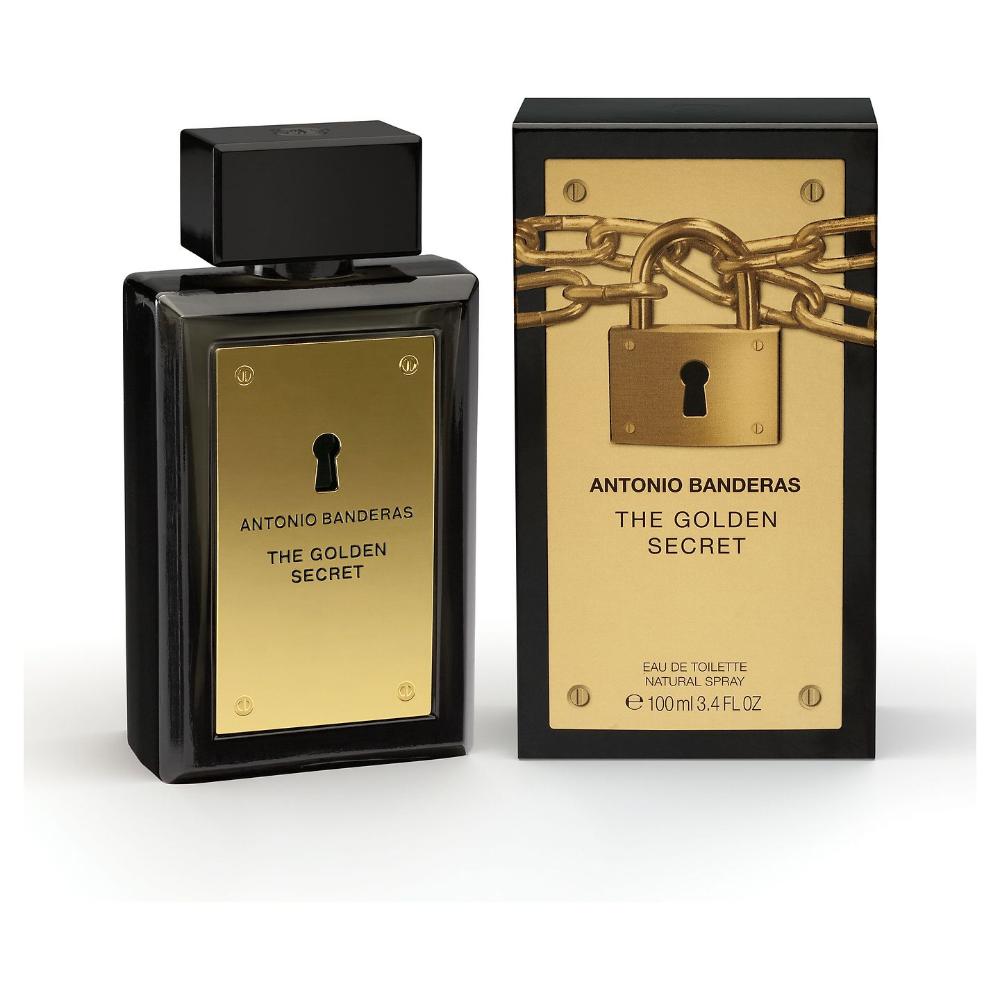 ANTONIO BANDERAS
THE GOLDEN
SECRET
ANTONIO BANDERAS
THE GOLDEN
SECRET
EAU DE TOILETTE
NATURAL SPRAY
℮ 100 ml 3.4 FL OZ